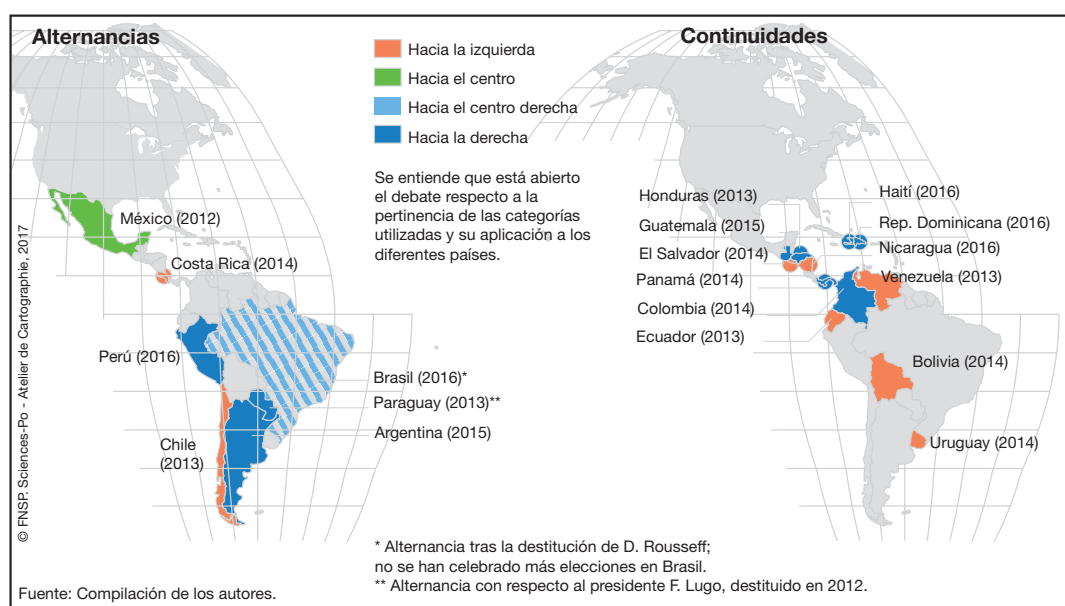 Alternancias
Hacia la izquierda
Hacia el centro
Hacia el centro derecha
Hacia la derecha
Se entiende que está abierto
el debate respecto a la
pertinencia de las categorías
utilizadas y su aplicación a los
diferentes países.
México (2012)
Costa Rica (2014)
Perú (2016)
Brasil (2016)*
Paraguay (2013)**
Argentina (2015)
Chile
(2013)
Continuidades
Honduras (2013)
Guatemala (2015)
El Salvador (2014)
Panamá (2014)
Colombia (2014)
Ecuador (2013)
Haití (2016)
Rep. Dominicana (2016)
Nicaragua (2016)
Venezuela (2013)
Bolivia (2014)
Uruguay (2014)
* Alternancia tras la destitución de D. Rousseff;
no se han celebrado más elecciones en Brasil.
** Alternancia con respecto al presidente F. Lugo, destituido en 2012.
Fuente: Compilación de los autores.
© FNSP. Sciences-Po - Atelier de Cartographie, 2017